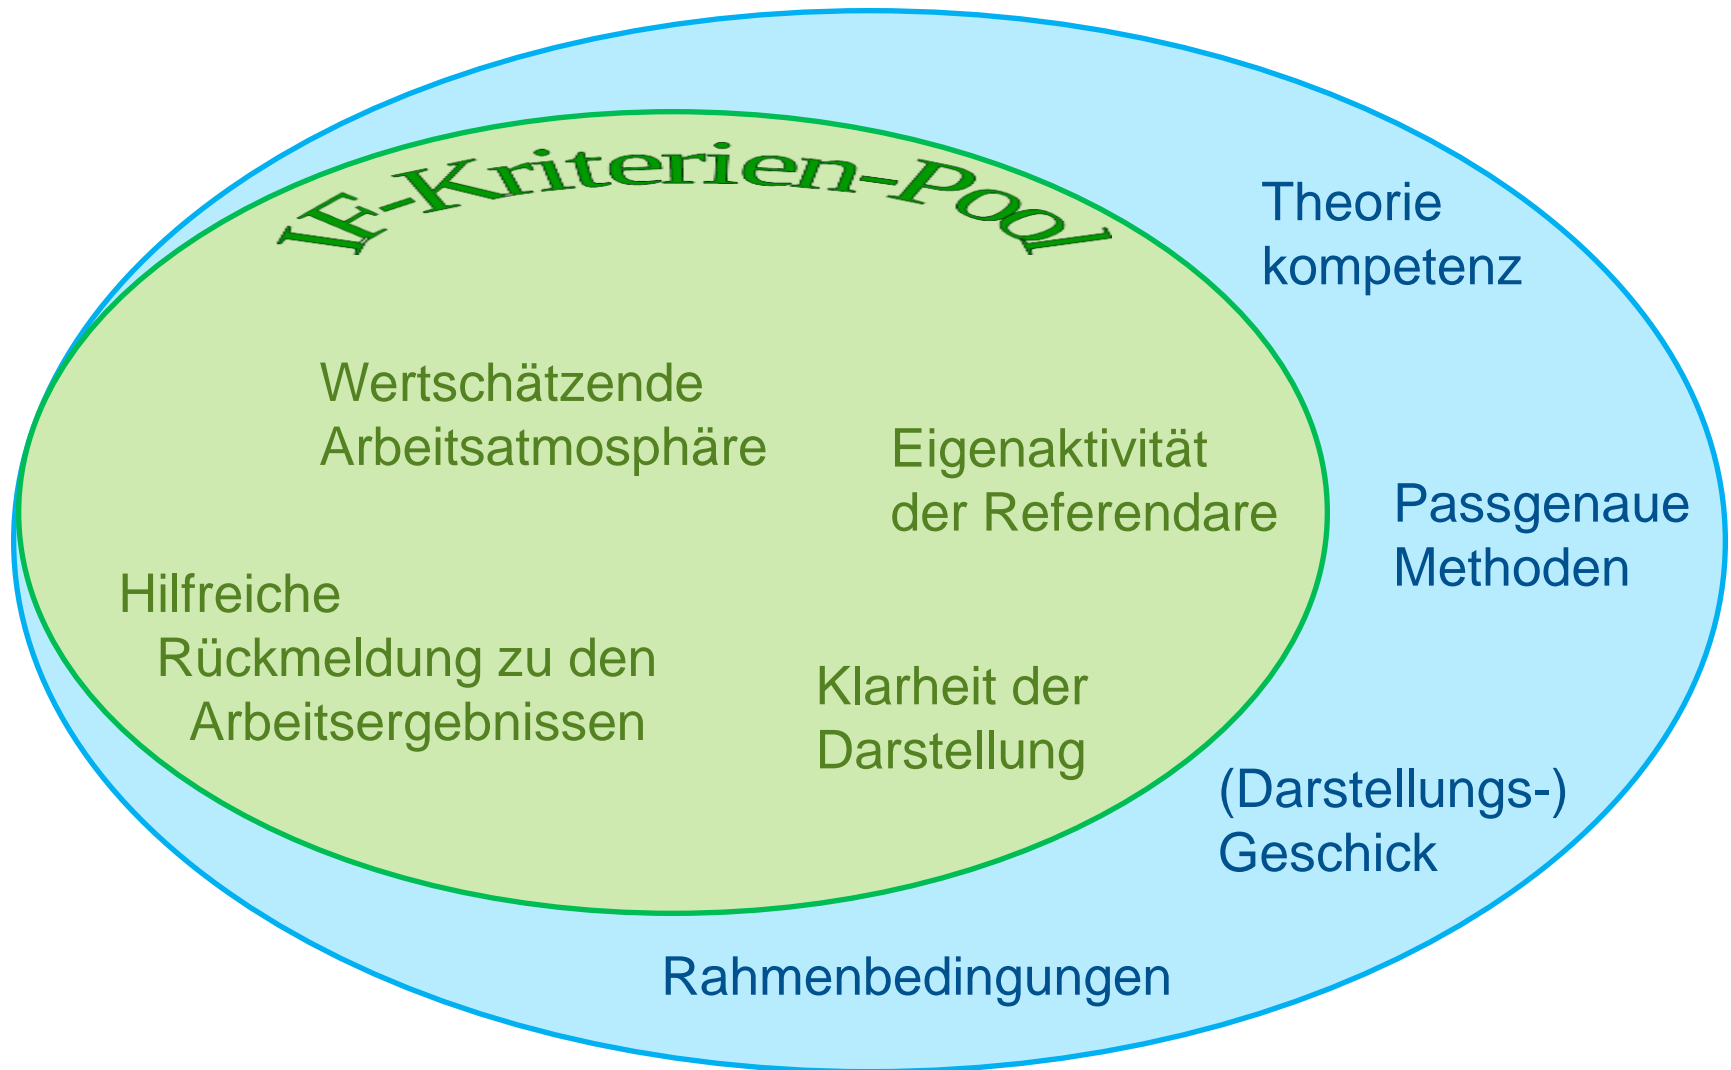 IF-Kriterien-Pool
Theorie
kompetenz
Wertschätzende
Arbeitsatmosphäre
Eigenaktivität
der Referendare
Passgenaue
Methoden
Hilfreiche
Rückmeldung zu den
Arbeitsergebnissen
Klarheit der
Darstellung
(Darstellungs-)
Geschick
Rahmenbedingungen